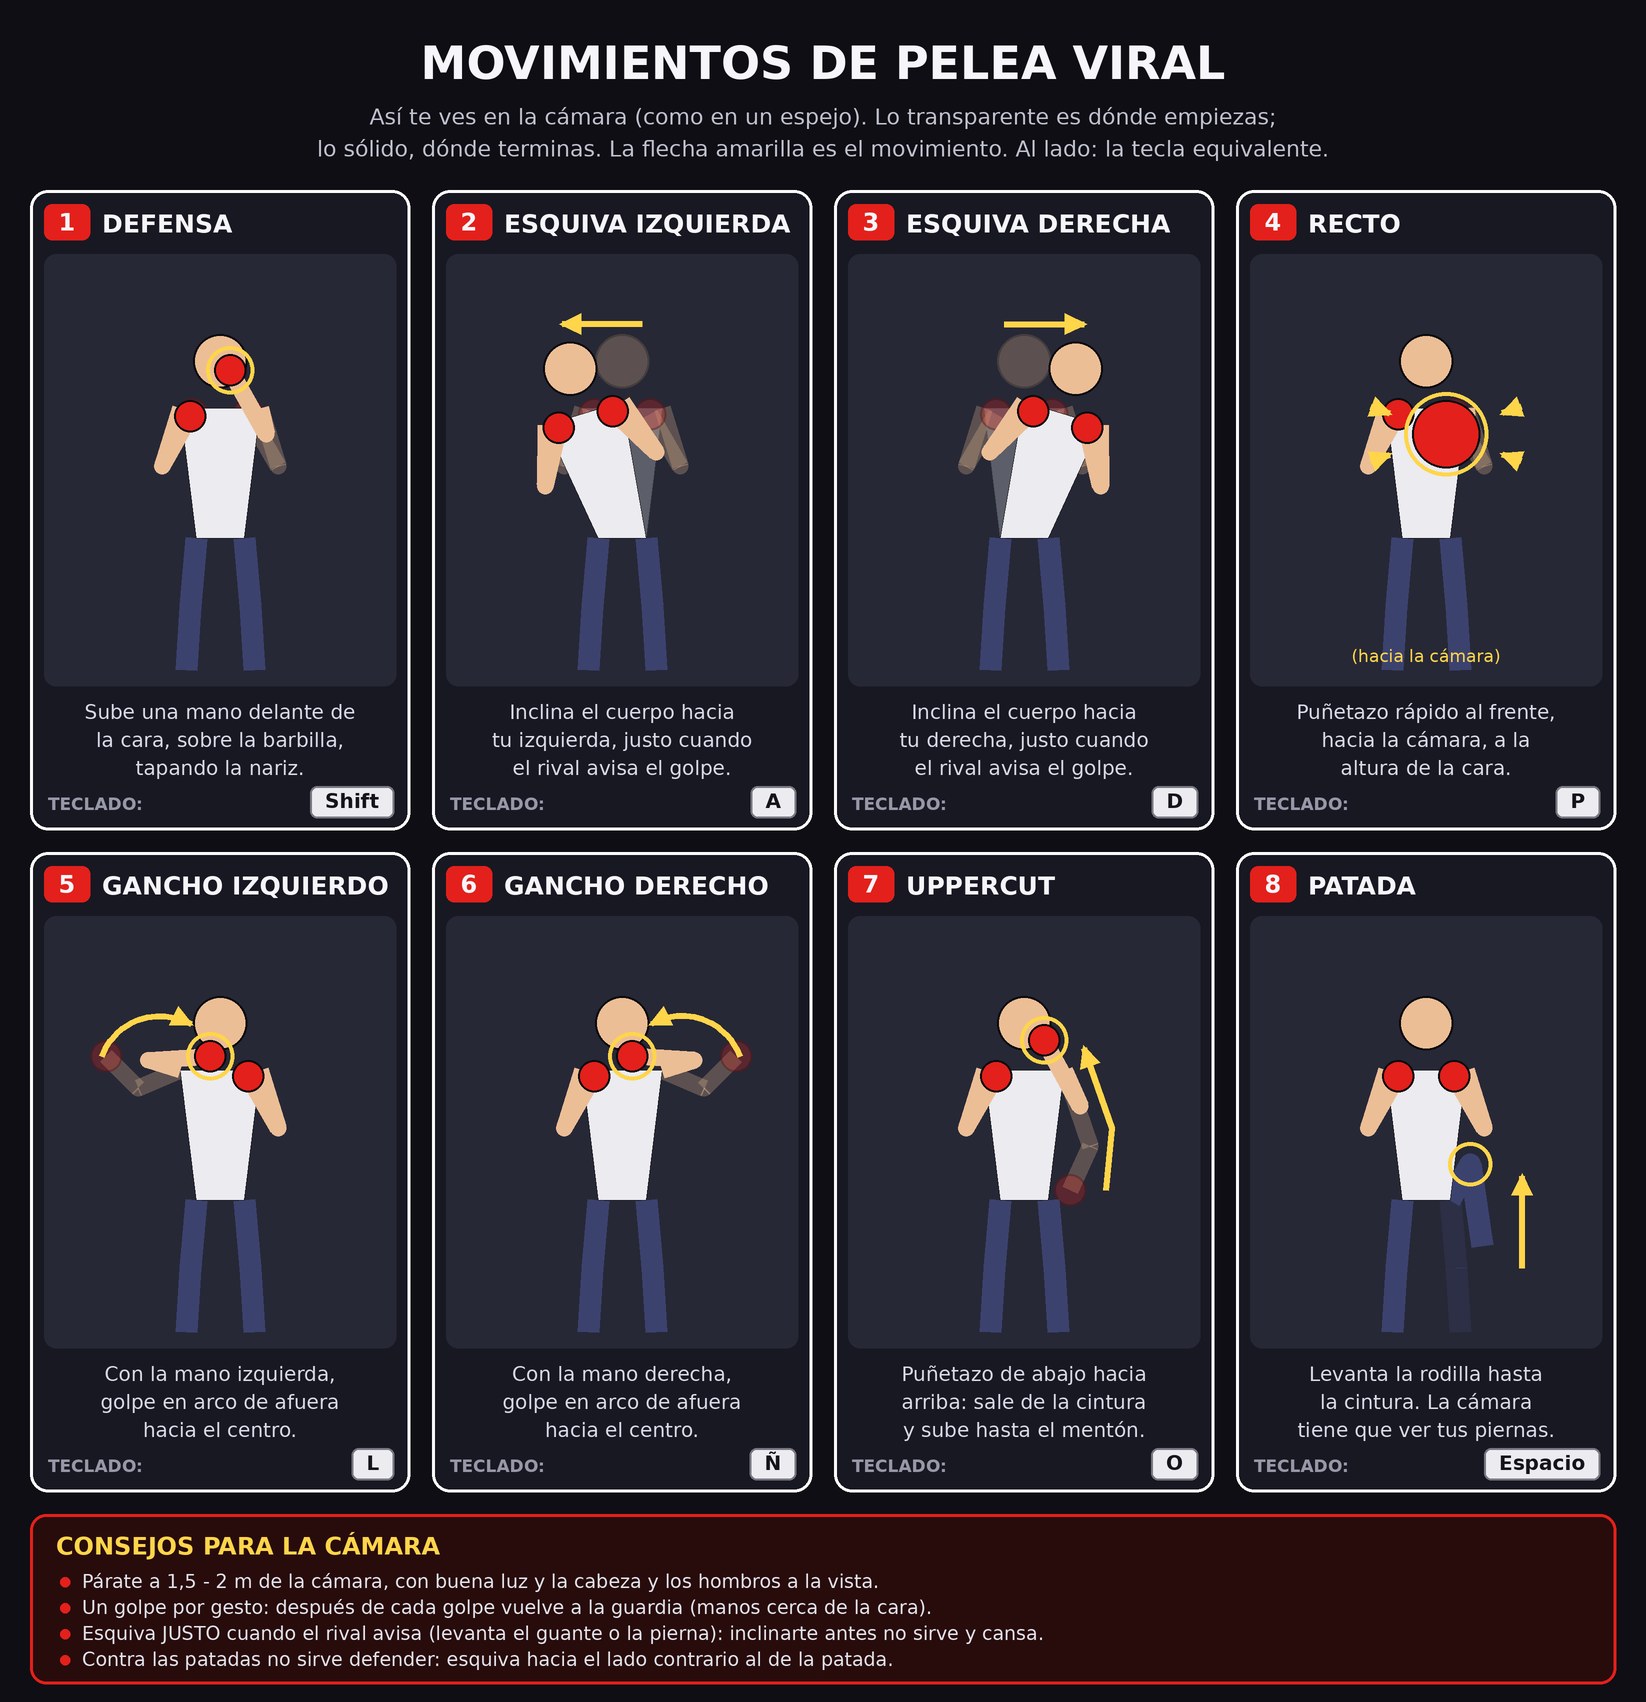 MOVIMIENTOS DE PELEA VIRAL
Así te ves en la cámara (como en un espejo). Lo transparente es dónde empiezas;
lo sólido, dónde terminas. La flecha amarilla es el movimiento. Al lado: la tecla equivalente.
1 DEFENSA
Sube una mano delante de
la cara, sobre la barbilla,
tapando la nariz.
TECLADO: Shift
2 ESQUIVA IZQUIERDA
Inclina el cuerpo hacia
tu izquierda, justo cuando
el rival avisa el golpe.
TECLADO: A
3 ESQUIVA DERECHA
Inclina el cuerpo hacia
tu derecha, justo cuando
el rival avisa el golpe.
TECLADO: D
4 RECTO
(hacia la cámara)
Puñetazo rápido al frente,
hacia la cámara, a la
altura de la cara.
TECLADO: P
5 GANCHO IZQUIERDO
Con la mano izquierda,
golpe en arco de afuera
hacia el centro.
TECLADO: L
6 GANCHO DERECHO
Con la mano derecha,
golpe en arco de afuera
hacia el centro.
TECLADO: Ñ
7 UPPERCUT
Puñetazo de abajo hacia
arriba: sale de la cintura
y sube hasta el mentón.
TECLADO: O
8 PATADA
Levanta la rodilla hasta
la cintura. La cámara
tiene que ver tus piernas.
TECLADO: Espacio
CONSEJOS PARA LA CÁMARA
● Párate a 1,5 - 2 m de la cámara, con buena luz y la cabeza y los hombros a la vista.
● Un golpe por gesto: después de cada golpe vuelve a la guardia (manos cerca de la cara).
● Esquiva JUSTO cuando el rival avisa (levanta el guante o la pierna): inclinarte antes no sirve y cansa.
● Contra las patadas no sirve defender: esquiva hacia el lado contrario al de la patada.